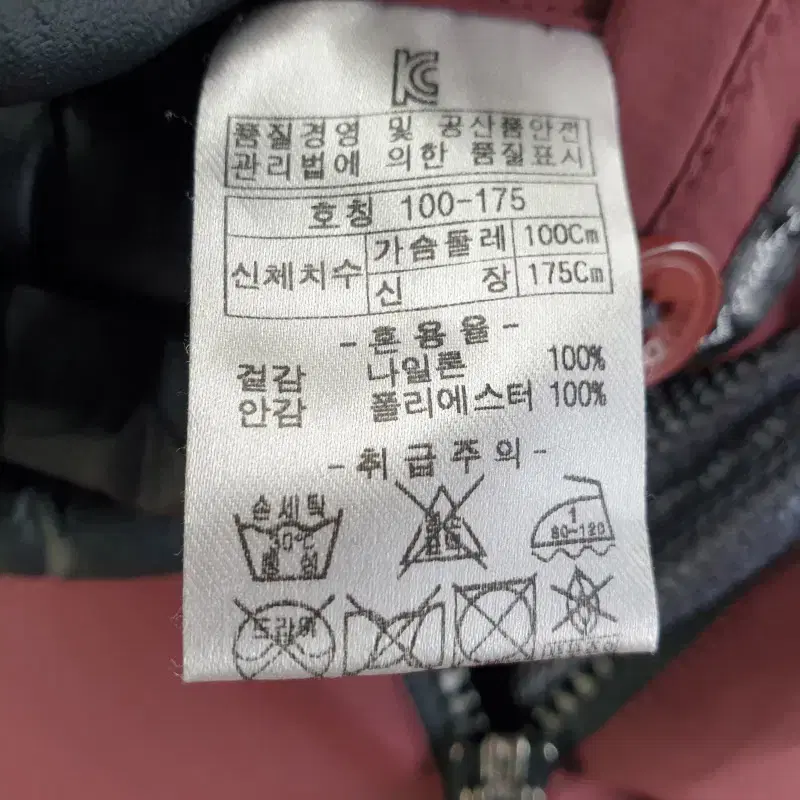 KC
품질경영 및 공산품안전
관리법에 의한 품질표시
호칭 100-175
신체치수 가슴둘레 100Cm
신 장 175Cm
-혼용율-
겉감 나일론 100%
안감 폴리에스터 100%
-취급주의-
손세탁
1
80-120
중성
드라이